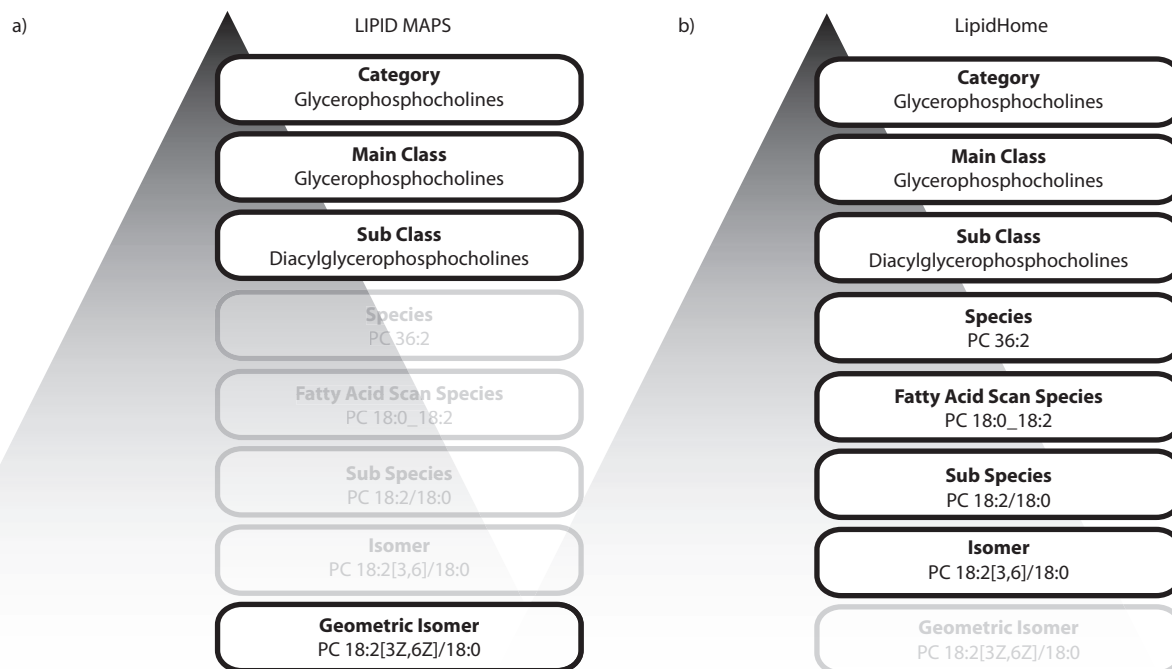 a)
LIPID MAPS
Category
Glycerophosphocholines
Main Class
Glycerophosphocholines
Sub Class
Diacylglycerophosphocholines
Species
PC 36:2
Fatty Acid Scan Species
PC 18:0_18:2
Sub Species
PC 18:2/18:0
Isomer
PC 18:2[3,6]/18:0
Geometric Isomer
PC 18:2[3Z,6Z]/18:0
b)
LipidHome
Category
Glycerophosphocholines
Main Class
Glycerophosphocholines
Sub Class
Diacylglycerophosphocholines
Species
PC 36:2
Fatty Acid Scan Species
PC 18:0_18:2
Sub Species
PC 18:2/18:0
Isomer
PC 18:2[3,6]/18:0
Geometric Isomer
PC 18:2[3Z,6Z]/18:0